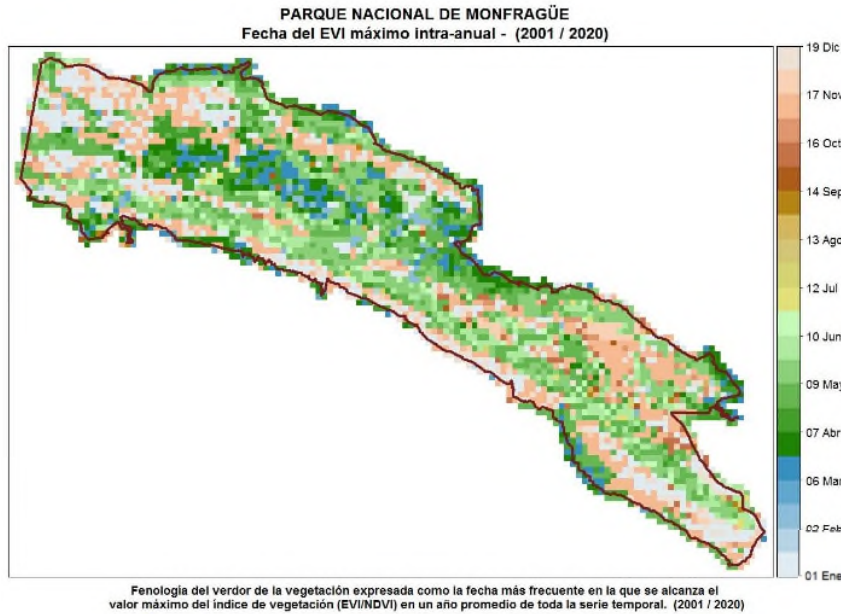 PARQUE NACIONAL DE MONFRAGÜE
Fecha del EVI máximo intra-anual - (2001 / 2020)
19 Dic
17 Nov
16 Oct
14 Sep
13 Ago
12 Jul
10 Jun
09 May
07 Abr
06 Mar
02 Feb
01 Ene
Fenología del verdor de la vegetación expresada como la fecha más frecuente en la que se alcanza el
valor máximo del índice de vegetación (EVI/NDVI) en un año promedio de toda la serie temporal. (2001 / 2020)